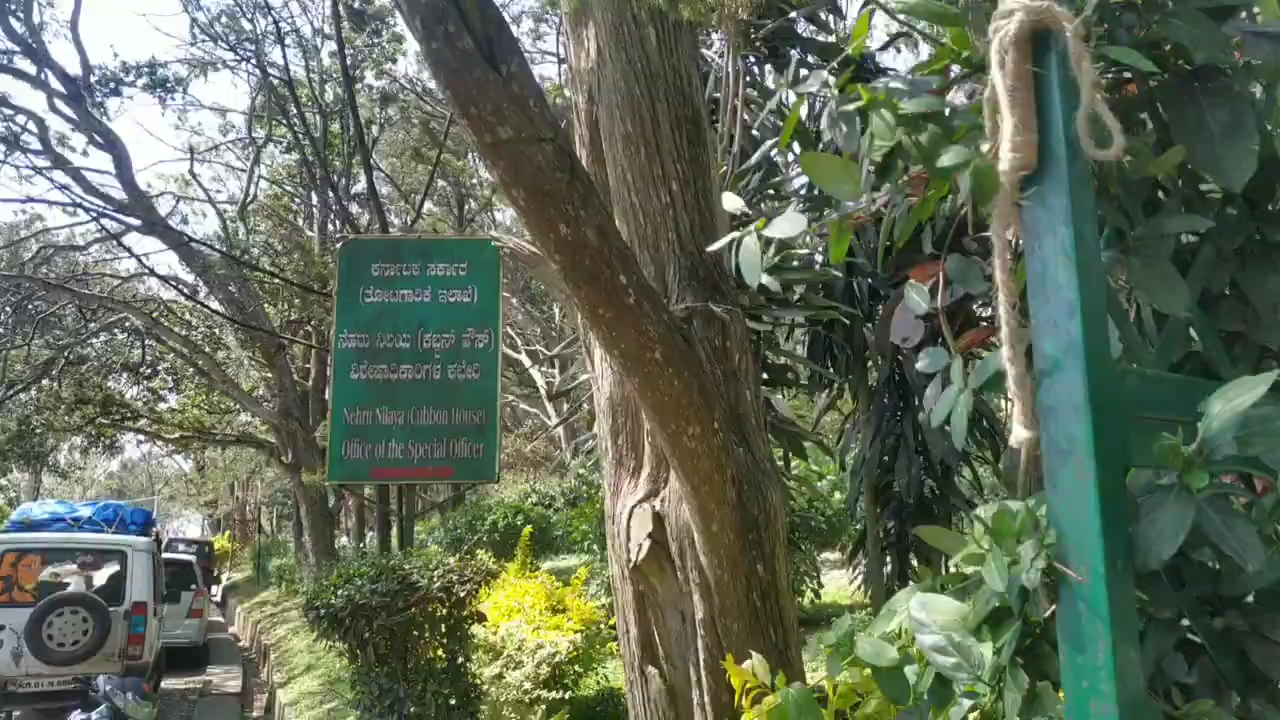 ಕರ್ನಾಟಕ ಸರ್ಕಾರ
(ತೋಟಗಾರಿಕೆ ಇಲಾಖೆ)
ನೆಹರು ನಿಲಯ (ಕಬ್ಬನ್ ಹೌಸ್)
ವಿಶೇಷಾಧಿಕಾರಿಗಳ ಕಛೇರಿ
Nehru Nilaya (Cubbon House)
Office of the Special Officer